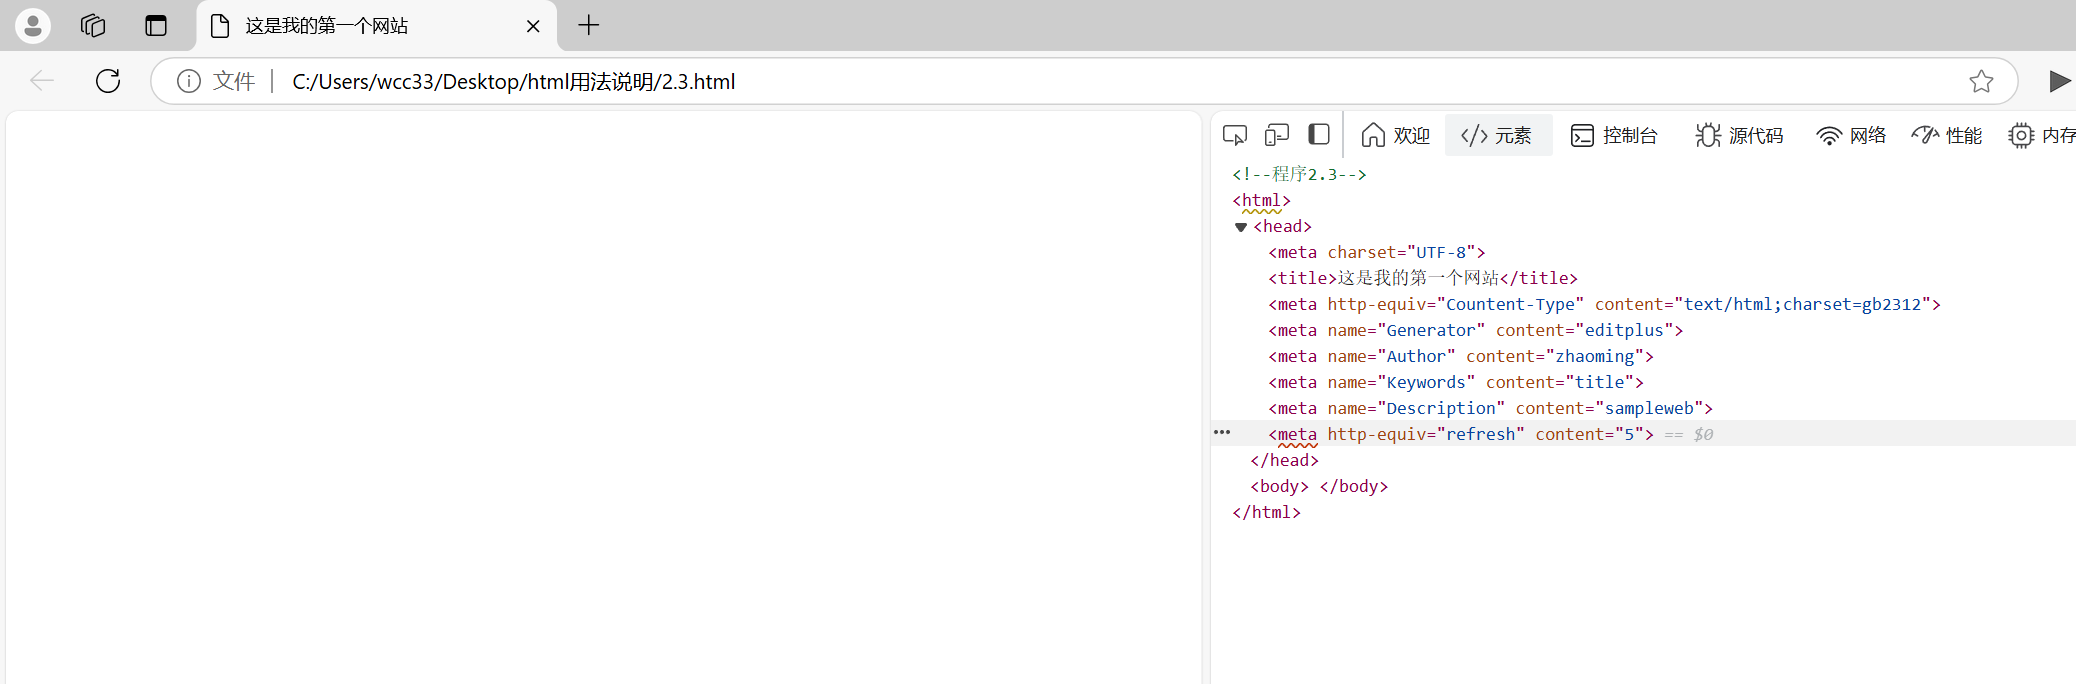 这是我的第一个网站
文件 C:/Users/wcc33/Desktop/html用法说明/2.3.html
欢迎 元素 控制台 源代码 网络 性能 内存
<!--程序2.3-->
<html>
<head>
<meta charset="UTF-8">
<title>这是我的第一个网站</title>
<meta http-equiv="Countent-Type" content="text/html;charset=gb2312">
<meta name="Generator" content="editplus">
<meta name="Author" content="zhaoming">
<meta name="Keywords" content="title">
<meta name="Description" content="sampleweb">
<meta http-equiv="refresh" content="5"> == $0
</head>
<body> </body>
</html>